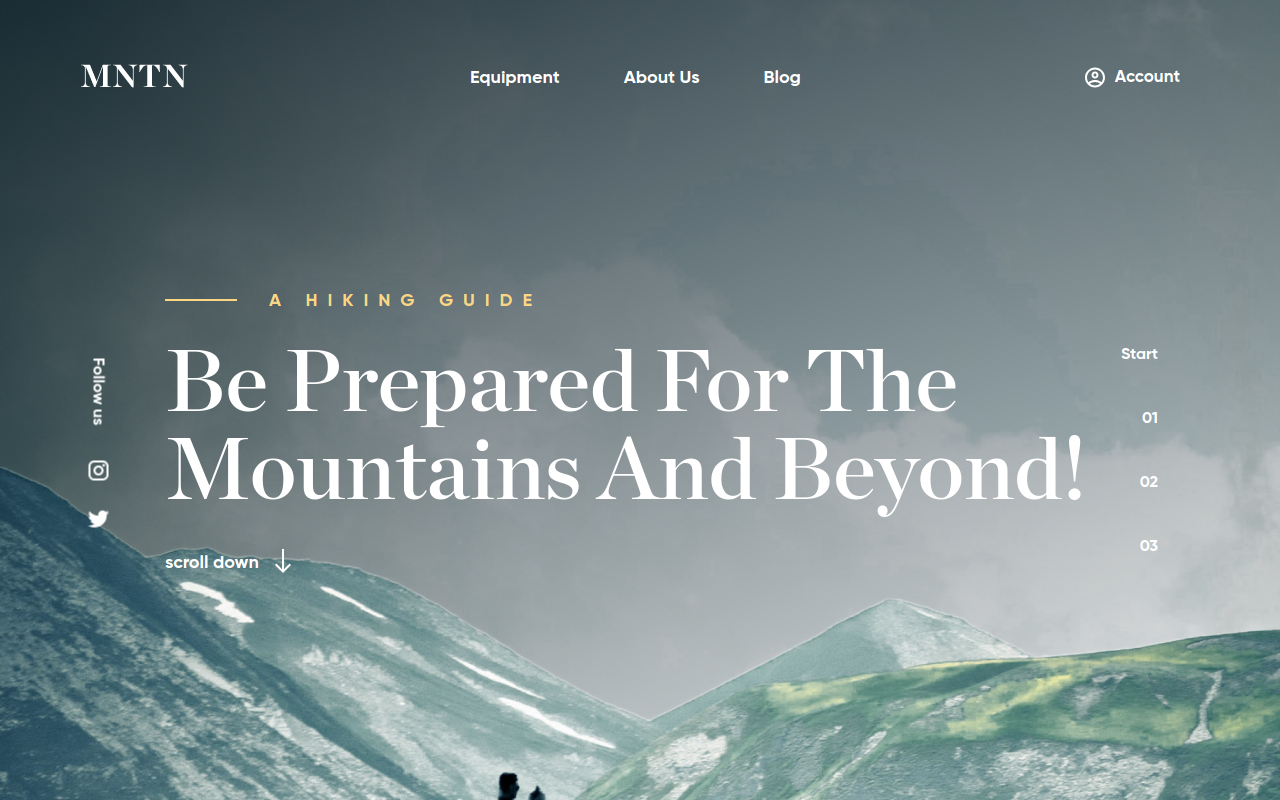 MNTN
Equipment
About Us
Blog
Account
A HIKING GUIDE
Be Prepared For The
Mountains And Beyond!
scroll down
Follow us
Start
01
02
03